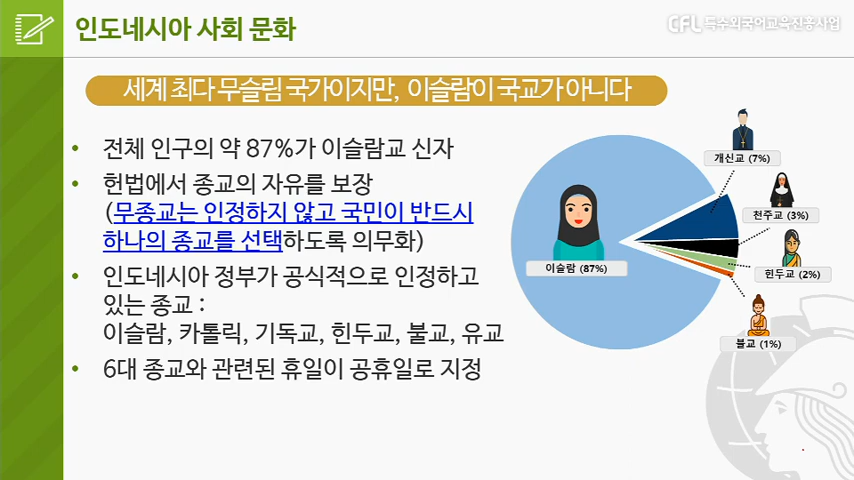 인도네시아 사회 문화
CFL 특수외국어교육진흥사업
세계 최다 무슬림 국가이지만, 이슬람이 국교가 아니다
• 전체 인구의 약 87%가 이슬람교 신자
• 헌법에서 종교의 자유를 보장
(무종교는 인정하지 않고 국민이 반드시
하나의 종교를 선택하도록 의무화)
• 인도네시아 정부가 공식적으로 인정하고
있는 종교 :
이슬람, 카톨릭, 기독교, 힌두교, 불교, 유교
• 6대 종교와 관련된 휴일이 공휴일로 지정
개신교 (7%)
천주교 (3%)
이슬람 (87%)
힌두교 (2%)
불교 (1%)